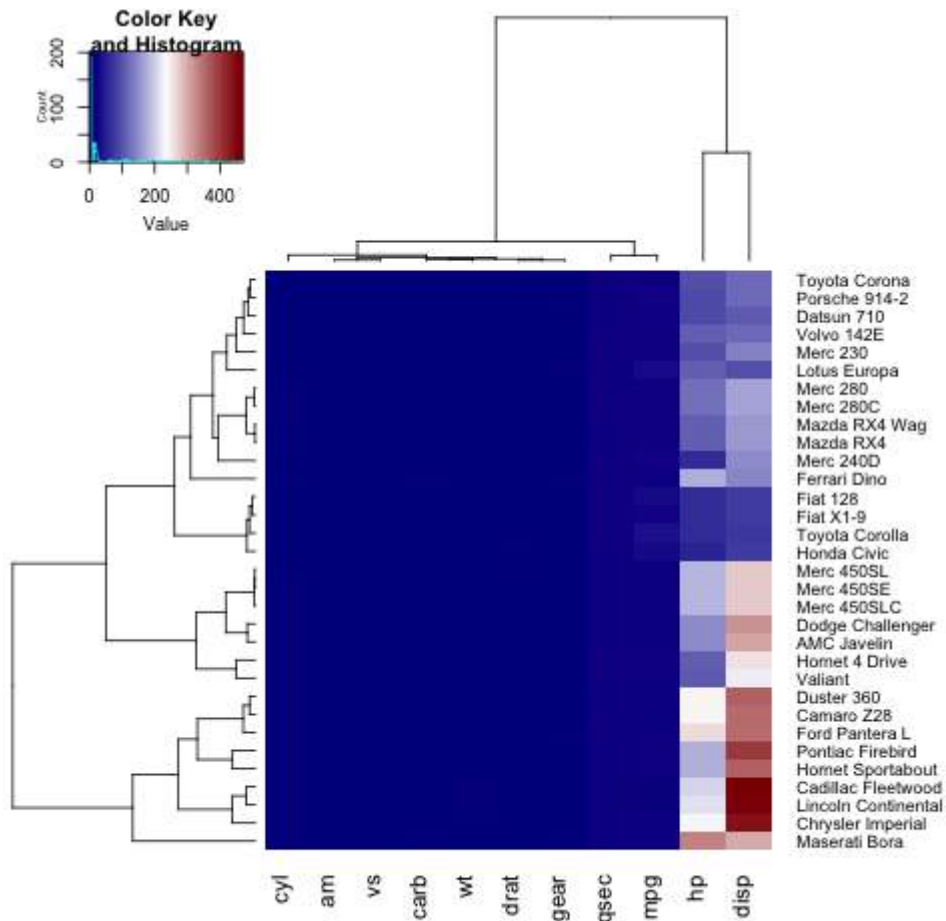 Color Key
and Histogram
Count
0 100 200
0 200 400
Value
Toyota Corona
Porsche 914-2
Datsun 710
Volvo 142E
Merc 230
Lotus Europa
Merc 280
Merc 280C
Mazda RX4 Wag
Mazda RX4
Merc 240D
Ferrari Dino
Fiat 128
Fiat X1-9
Toyota Corolla
Honda Civic
Merc 450SL
Merc 450SE
Merc 450SLC
Dodge Challenger
AMC Javelin
Hornet 4 Drive
Valiant
Duster 360
Camaro Z28
Ford Pantera L
Pontiac Firebird
Hornet Sportabout
Cadillac Fleetwood
Lincoln Continental
Chrysler Imperial
Maserati Bora
cyl am vs carb wt drat gear qsec mpg hp disp